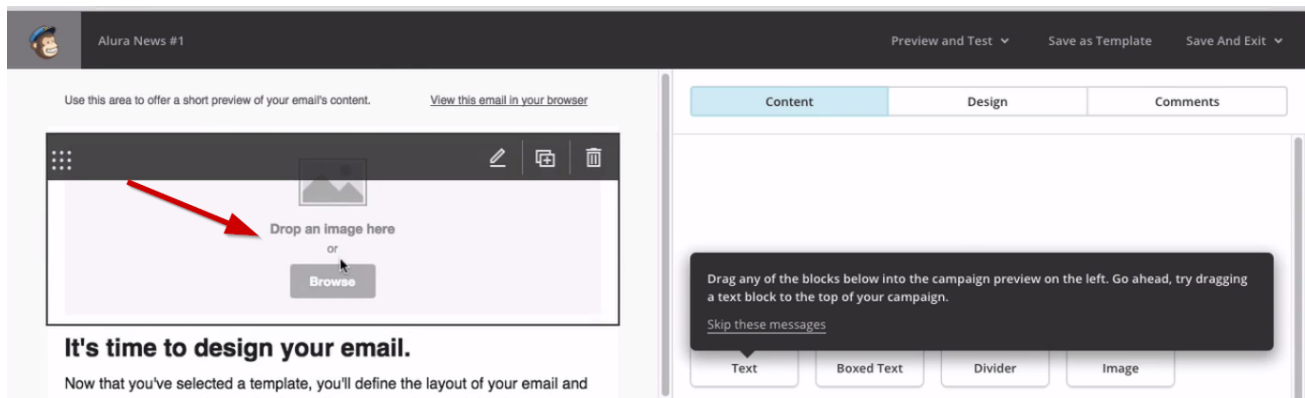 Alura News #1
Preview and Test
Save as Template
Save And Exit
Use this area to offer a short preview of your email's content.
View this email in your browser
Drop an image here
or
Browse
It's time to design your email.
Now that you've selected a template, you'll define the layout of your email and
Content
Design
Comments
Drag any of the blocks below into the campaign preview on the left. Go ahead, try dragging
a text block to the top of your campaign.
Skip these messages
Text
Boxed Text
Divider
Image